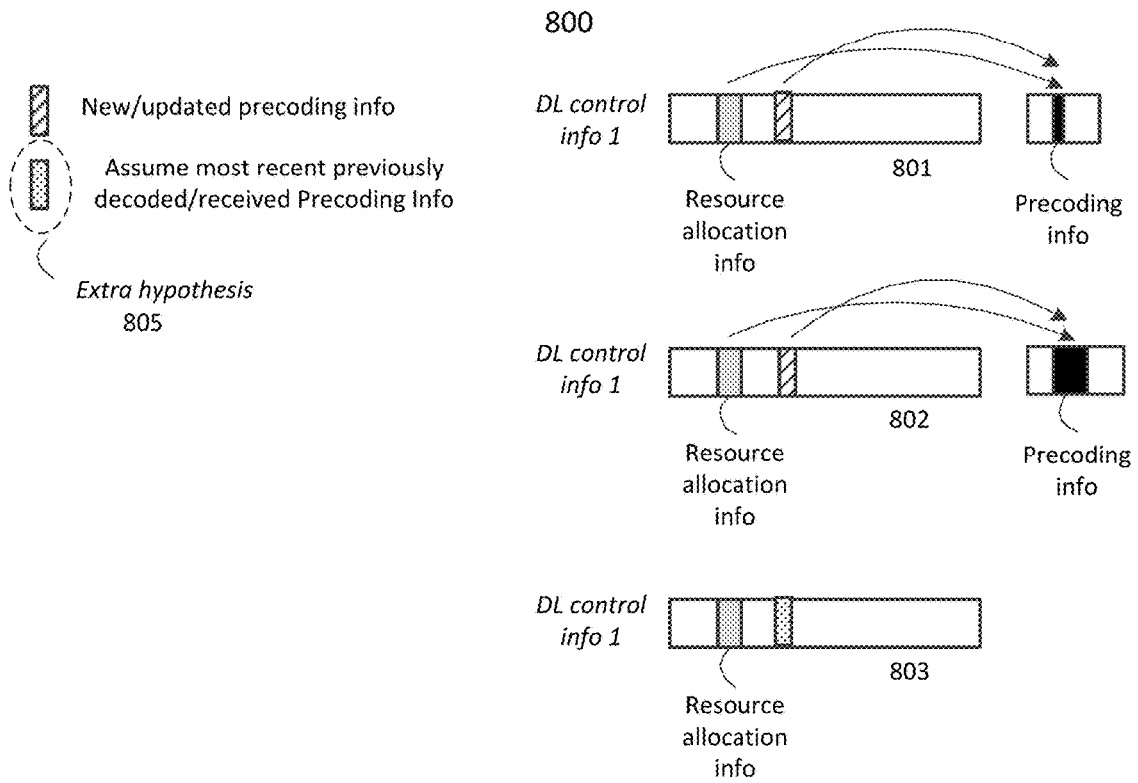 800
New/updated precoding info
Assume most recent previously
decoded/received Precoding Info
Extra hypothesis
805
DL control
info 1
801
Resource
allocation
info
Precoding
info
DL control
info 1
802
Resource
allocation
info
Precoding
info
DL control
info 1
803
Resource
allocation
info